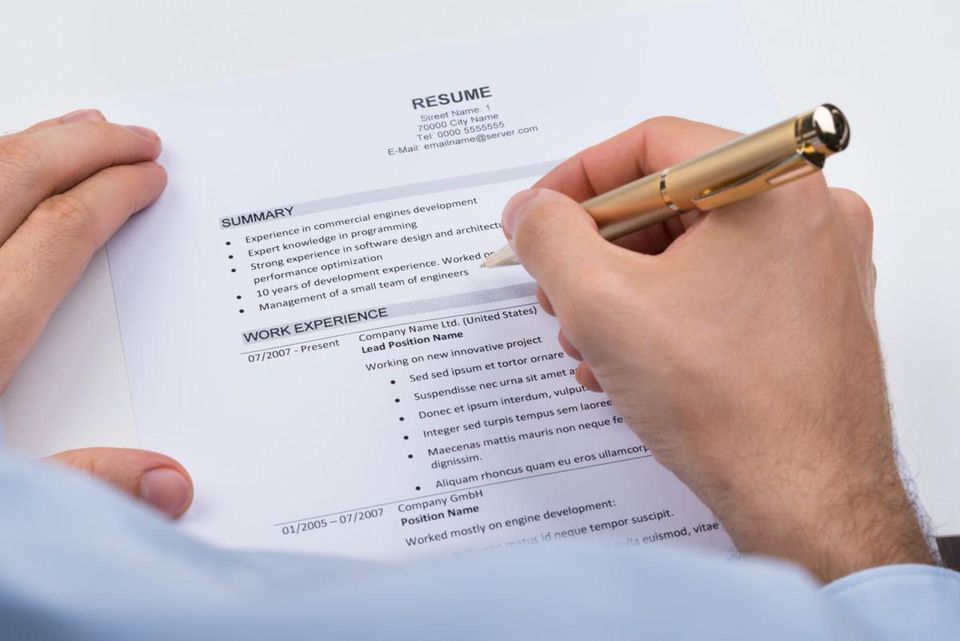 RESUME
Street Name. 1
70000 City Name
Tel: 0000 5555555
E-Mail: emailname@server.com
SUMMARY
• Experience in commercial engines development
• Expert knowledge in programming
• Strong experience in software design and architectu
performance optimization
• 10 years of development experience. Worked on
• Management of a small team of engineers
WORK EXPERIENCE
07/2007 - Present Company Name Ltd. (United States)
Lead Position Name
Working on new innovative project
• Sed sed ipsum et tortor ornare
• Suspendisse nec urna sit amet
• Donec et ipsum interdum, vulput
• Integer sed turpis tempus sem laore
• Maecenas mattis mauris non neque fe
dignissim.
• Aliquam rhoncus quam eu eros ullamcorp
01/2005 – 07/2007 Company GmbH
Position Name
Worked mostly on engine development:
id neque tempor suscipit.
euismod, vitae